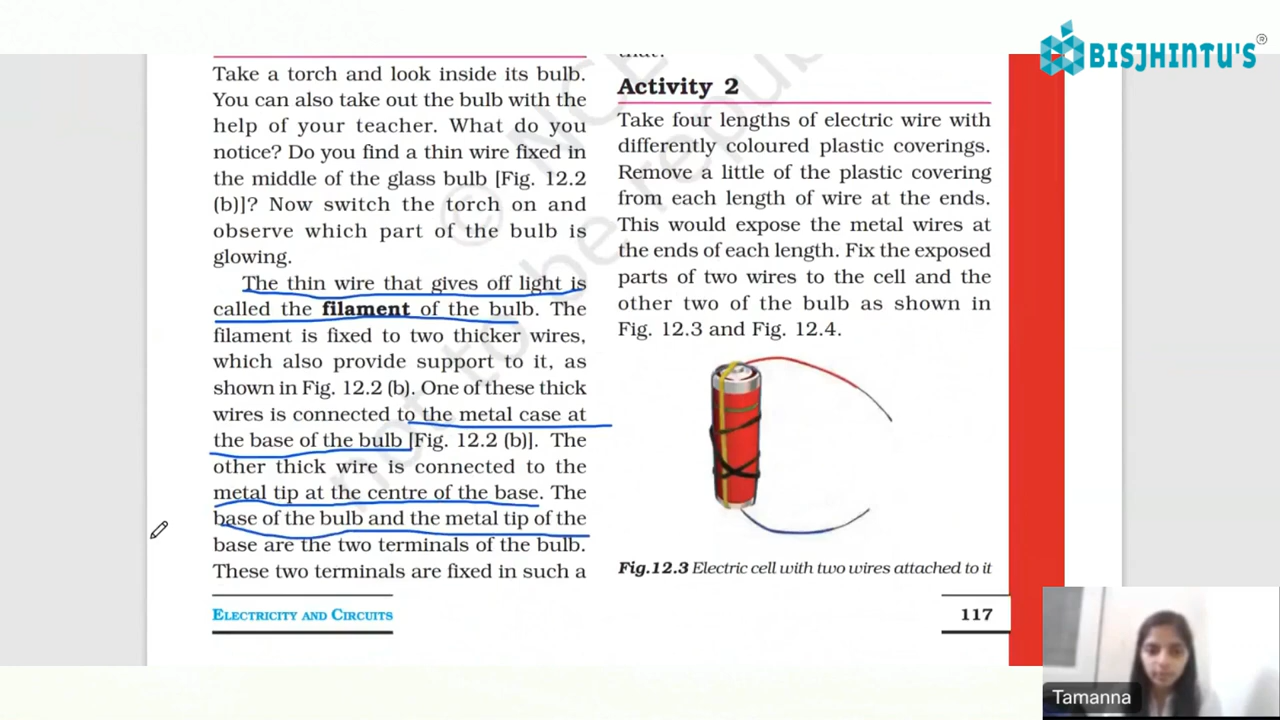 BISJHINTU'S®
Take a torch and look inside its bulb.
You can also take out the bulb with the
help of your teacher. What do you
notice? Do you find a thin wire fixed in
the middle of the glass bulb [Fig. 12.2
(b)]? Now switch the torch on and
observe which part of the bulb is
glowing.
The thin wire that gives off light is
called the filament of the bulb. The
filament is fixed to two thicker wires,
which also provide support to it, as
shown in Fig. 12.2 (b). One of these thick
wires is connected to the metal case at
the base of the bulb [Fig. 12.2 (b)]. The
other thick wire is connected to the
metal tip at the centre of the base. The
base of the bulb and the metal tip of the
base are the two terminals of the bulb.
These two terminals are fixed in such a
Activity 2
Take four lengths of electric wire with
differently coloured plastic coverings.
Remove a little of the plastic covering
from each length of wire at the ends.
This would expose the metal wires at
the ends of each length. Fix the exposed
parts of two wires to the cell and the
other two of the bulb as shown in
Fig. 12.3 and Fig. 12.4.
Fig.12.3 Electric cell with two wires attached to it
ELECTRICITY AND CIRCUITS
117
not to be republ
© NCE
Tamanna